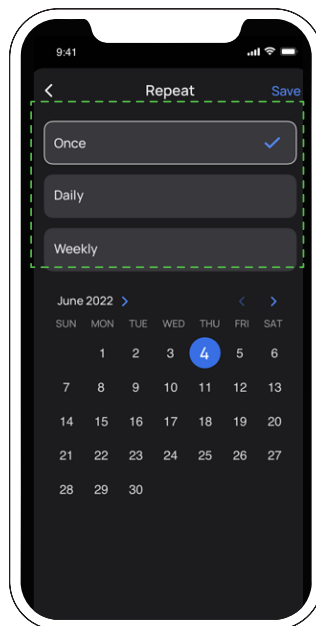 9:41
Repeat Save
Once
Daily
Weekly
June 2022
SUN MON TUE WED THU FRI SAT
1 2 3 4 5 6
7 8 9 10 11 12 13
14 15 16 17 18 19 20
21 22 23 24 25 26 27
28 29 30